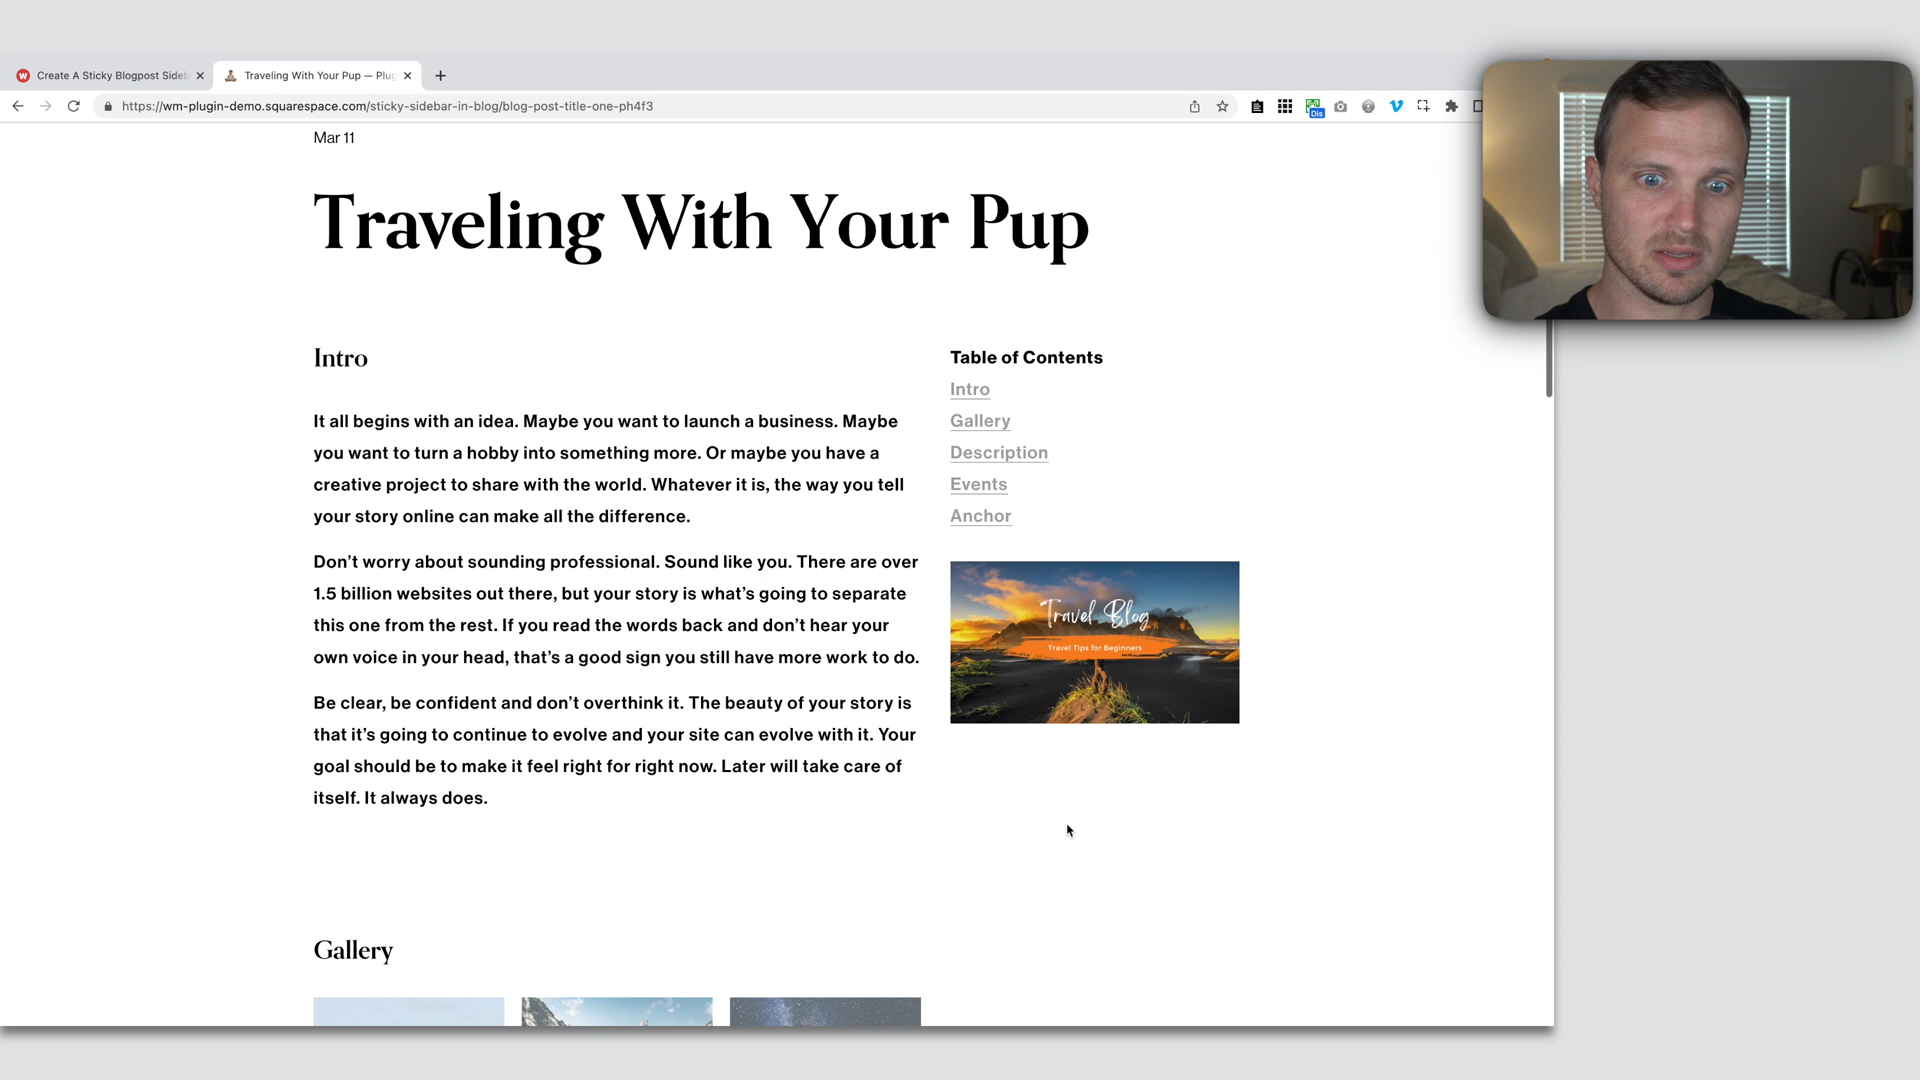 Create A Sticky Blogpost Sideb
Traveling With Your Pup — Plug
https://wm-plugin-demo.squarespace.com/sticky-sidebar-in-blog/blog-post-title-one-ph4f3
Dis
Mar 11
Traveling With Your Pup
Intro
It all begins with an idea. Maybe you want to launch a business. Maybe
you want to turn a hobby into something more. Or maybe you have a
creative project to share with the world. Whatever it is, the way you tell
your story online can make all the difference.
Don’t worry about sounding professional. Sound like you. There are over
1.5 billion websites out there, but your story is what’s going to separate
this one from the rest. If you read the words back and don’t hear your
own voice in your head, that’s a good sign you still have more work to do.
Be clear, be confident and don’t overthink it. The beauty of your story is
that it’s going to continue to evolve and your site can evolve with it. Your
goal should be to make it feel right for right now. Later will take care of
itself. It always does.
Table of Contents
Intro
Gallery
Description
Events
Anchor
Travel Blog
Travel Tips for Beginners
Gallery